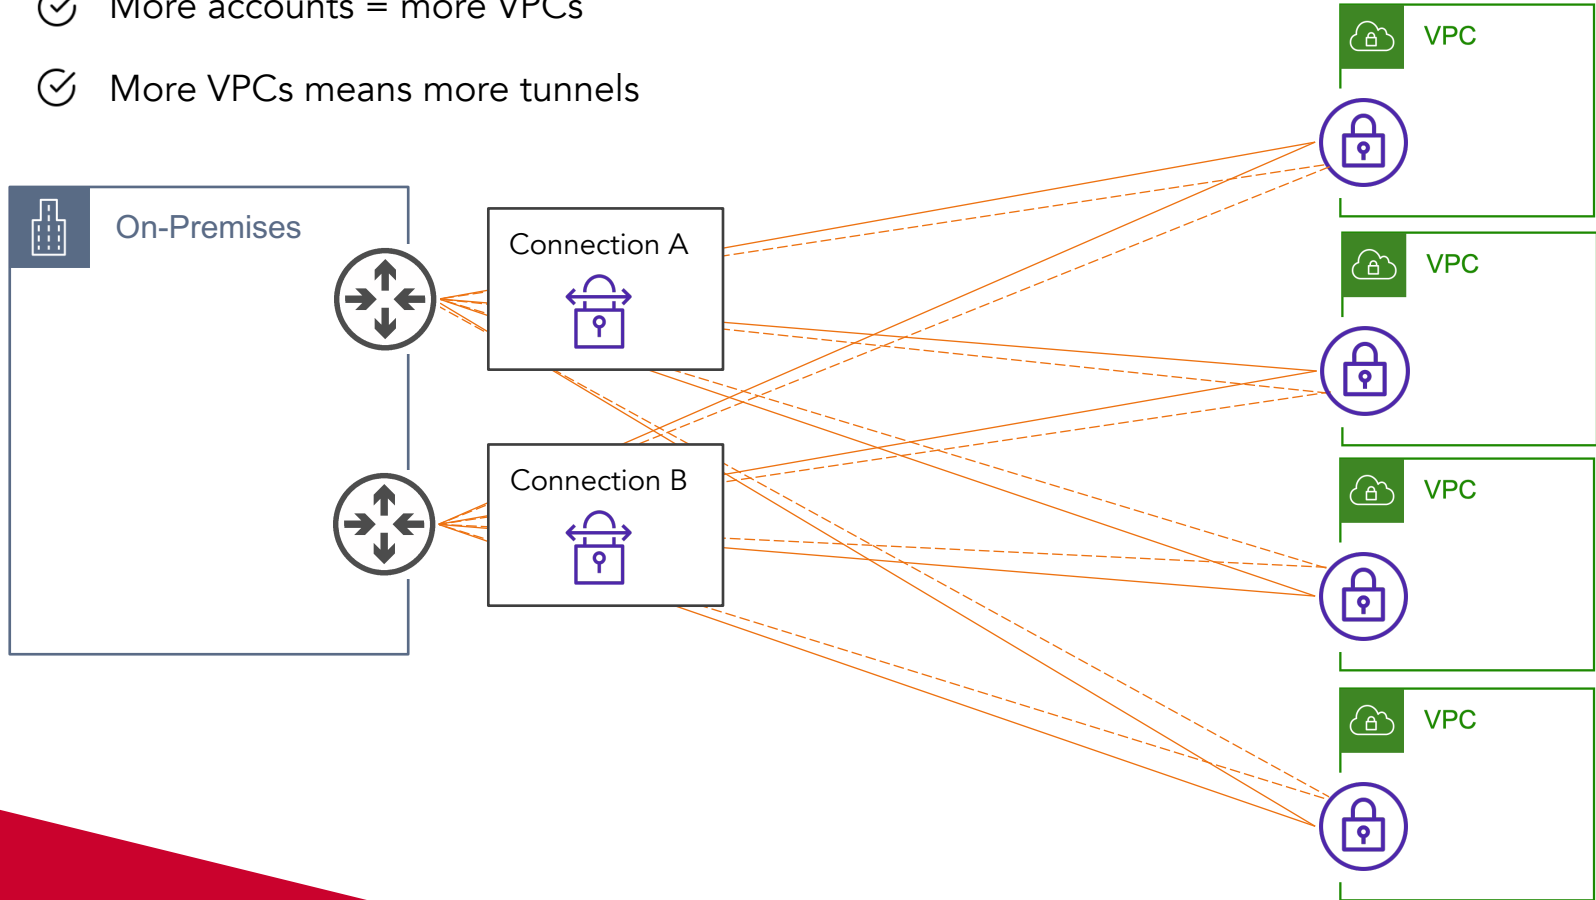 More accounts = more VPCs
More VPCs means more tunnels
On-Premises
Connection A
Connection B
VPC
VPC
VPC
VPC